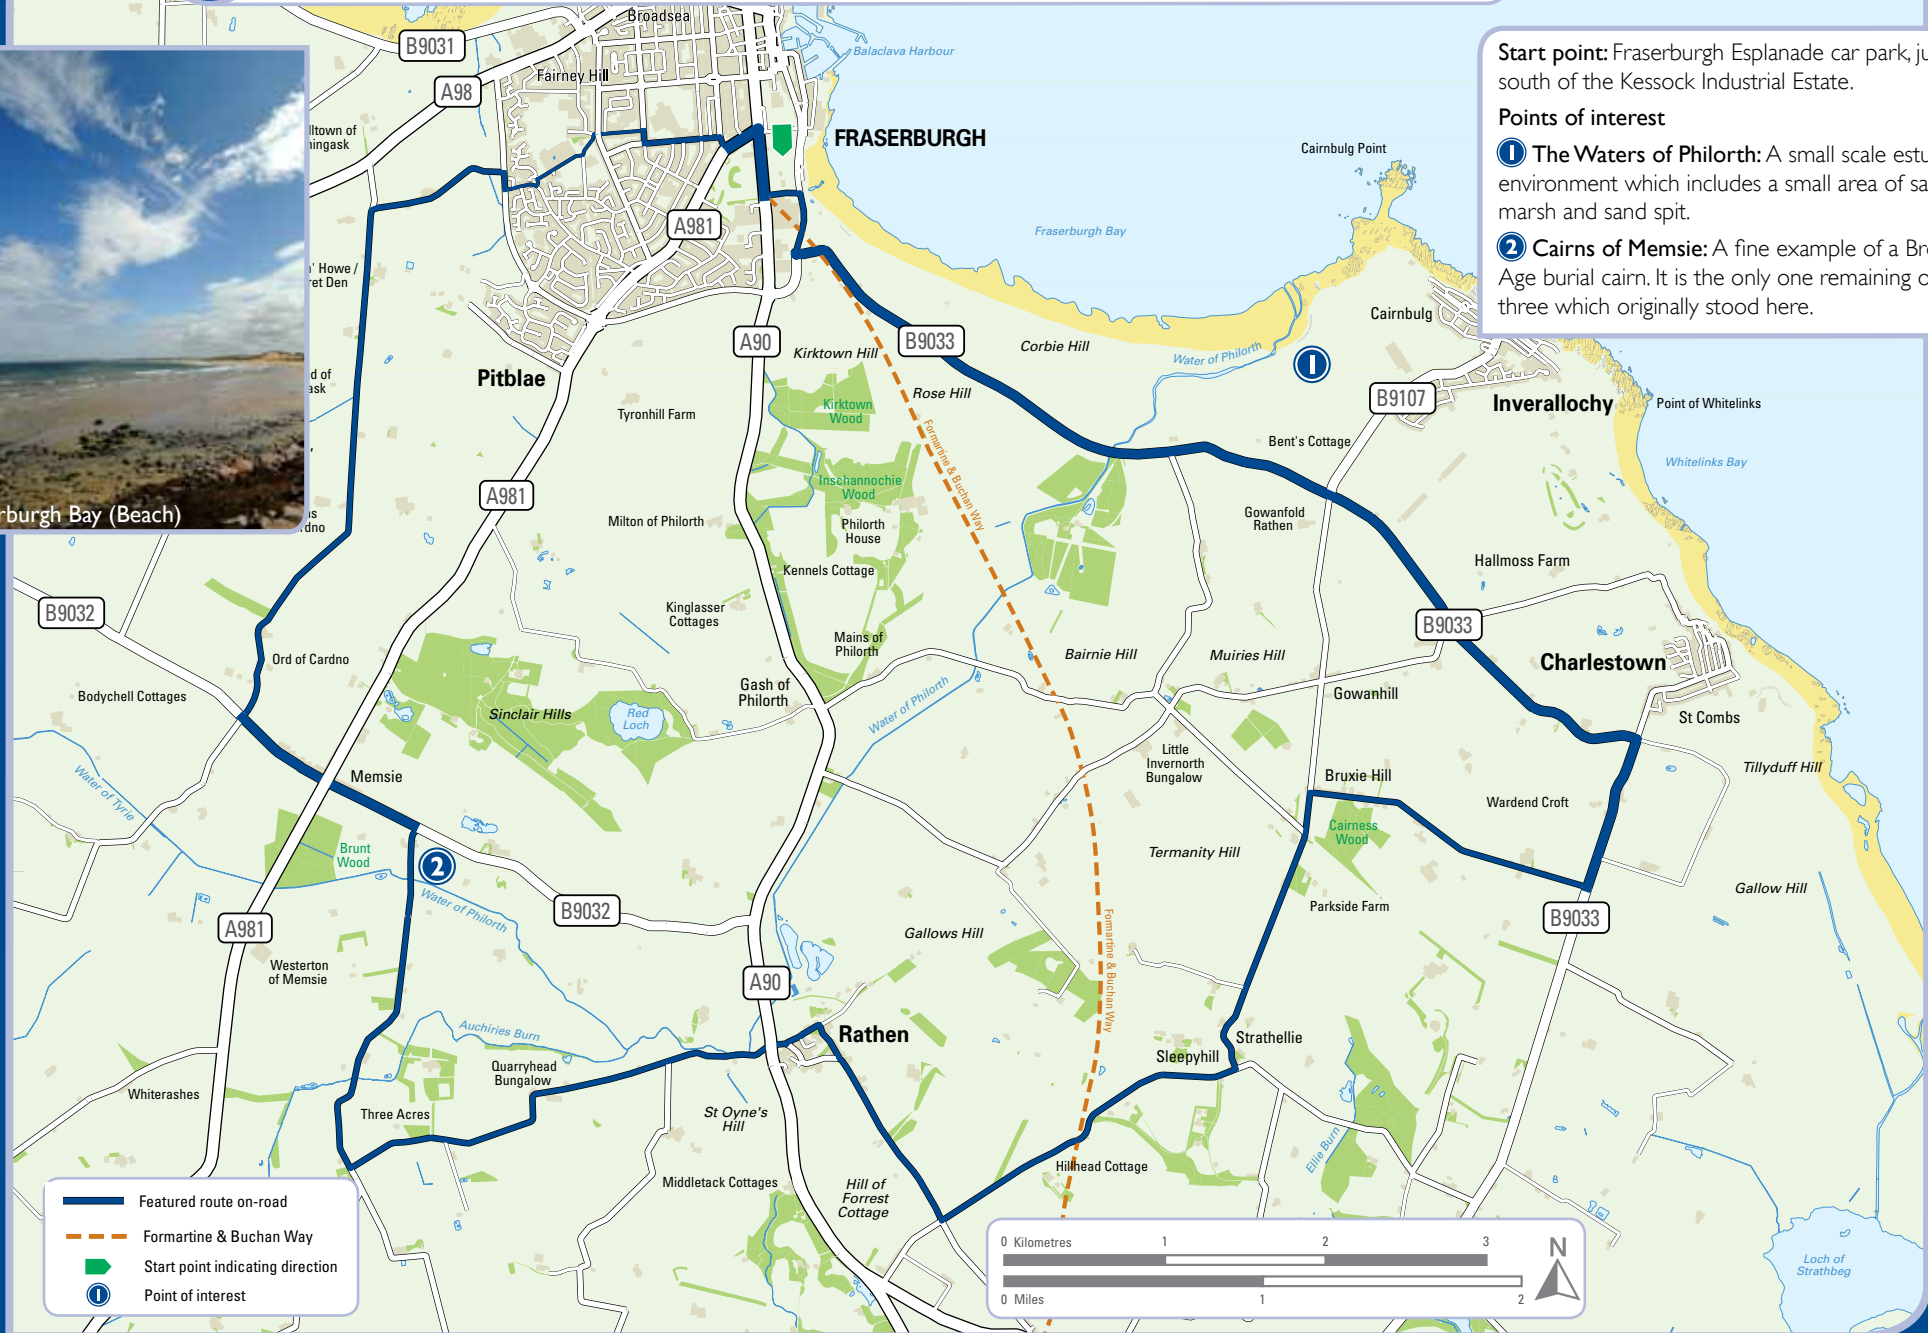 Start point: Fraserburgh Esplanade car park,
south of the Kessock Industrial Estate.
Points of interest
1 The Waters of Philorth: A small scale
environment which includes a small area of
marsh and sand spit.
2 Cairns of Memsie: A fine example of a
Age burial cairn. It is the only one remaining
three which originally stood here.
Broadsea
B9031
Balaclava Harbour
Fairney Hill
A98
FRASERBURGH
Cairnbulg Point
A981
Fraserburgh Bay
Howe /
Den
Cairnbulg
A90
B9033
Kirktown Hill
Corbie Hill
Water of Philorth
1
Pitblae
Rose Hill
B9107
Inverallochy
Point of Whitelinks
Kirktown
Wood
Tyronhill Farm
Formartine & Buchan Way
Bent's Cottage
Whitelinks Bay
Inschannochie
Wood
A981
Bay (Beach)
Milton of Philorth
Philorth
House
Gowanfold
Rathen
Hallmoss Farm
Kennels Cottage
B9032
Kinglasser
Cottages
B9033
Mains of
Philorth
Ord of Cardno
Bairnie Hill
Muiries Hill
Charlestown
Bodychell Cottages
Gash of
Philorth
Gowanhill
Sinclair Hills
Red
Loch
Water of Philorth
St Combs
Little
Invernorth
Bungalow
Water of Tyrie
Memsie
Bruxie Hill
Tillyduff Hill
Wardend Croft
Cairness
Wood
Brunt
Wood
2
Termanity Hill
Gallow Hill
Water of Philorth
B9032
Parkside Farm
B9033
A981
Gallows Hill
Formartine & Buchan Way
Westerton
of Memsie
A90
Auchiries Burn
Rathen
Strathellie
Sleepyhill
Quarryhead
Bungalow
Whiterashes
Three Acres
St Oyne's
Hill
Ellie Burn
Hillhead Cottage
Middletack Cottages
Hill of
Forrest
Cottage
Loch of
Strathbeg
Featured route on-road
Formartine & Buchan Way
Start point indicating direction
1 Point of interest
0 Kilometres 1 2 3
0 Miles 1 2
N